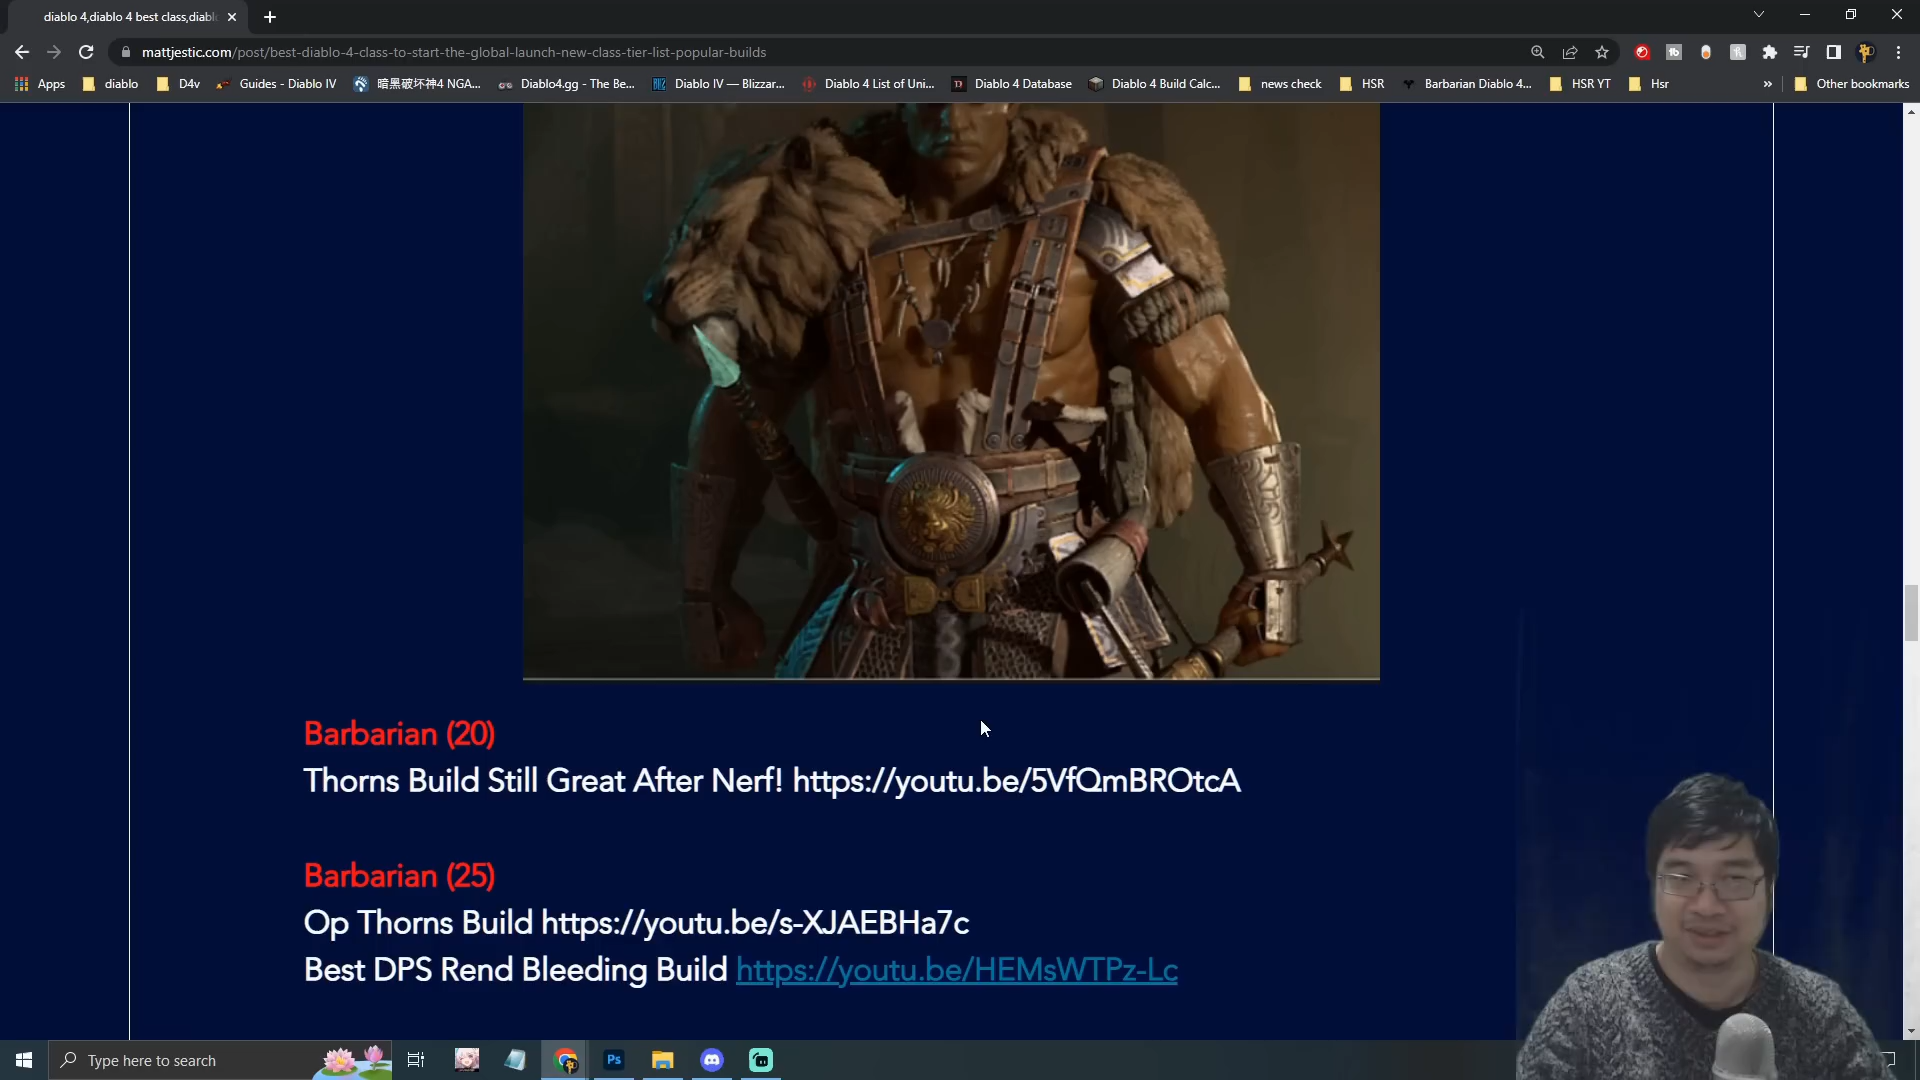 diablo 4,diablo 4 best class,diabl
mattjestic.com/post/best-diablo-4-class-to-start-the-global-launch-new-class-tier-list-popular-builds
Apps diablo D4v Guides - Diablo IV 暗黑破坏神4 NGA... Diablo4.gg - The Be... Diablo IV — Blizzar... Diablo 4 List of Uni... Diablo 4 Database Diablo 4 Build Calc... news check HSR Barbarian Diablo 4... HSR YT Hsr » Other bookmarks
Barbarian (20)
Thorns Build Still Great After Nerf! https://youtu.be/5VfQmBROtcA
Barbarian (25)
Op Thorns Build https://youtu.be/s-XJAEBHa7c
Best DPS Rend Bleeding Build https://youtu.be/HEMsWTPz-Lc
Type here to search
Ps